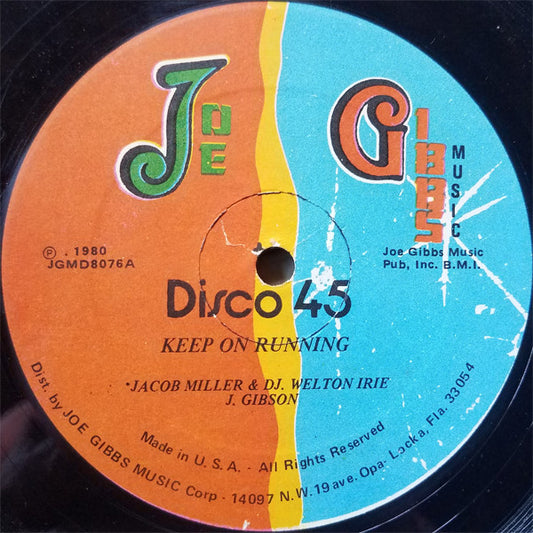 JOE
GIBBS
MUSIC
℗ . 1980
JGMD8076A
Joe Gibbs Music
Pub, Inc. B.M.I.
Disco 45
KEEP ON RUNNING
·JACOB MILLER & DJ. WELTON IRIE
J. GIBSON
Made in U.S.A. - All Rights Reserved
Dist. by JOE GIBBS MUSIC Corp - 14097 N.W. 19 ave. Opa- Locka, Fla. 33054